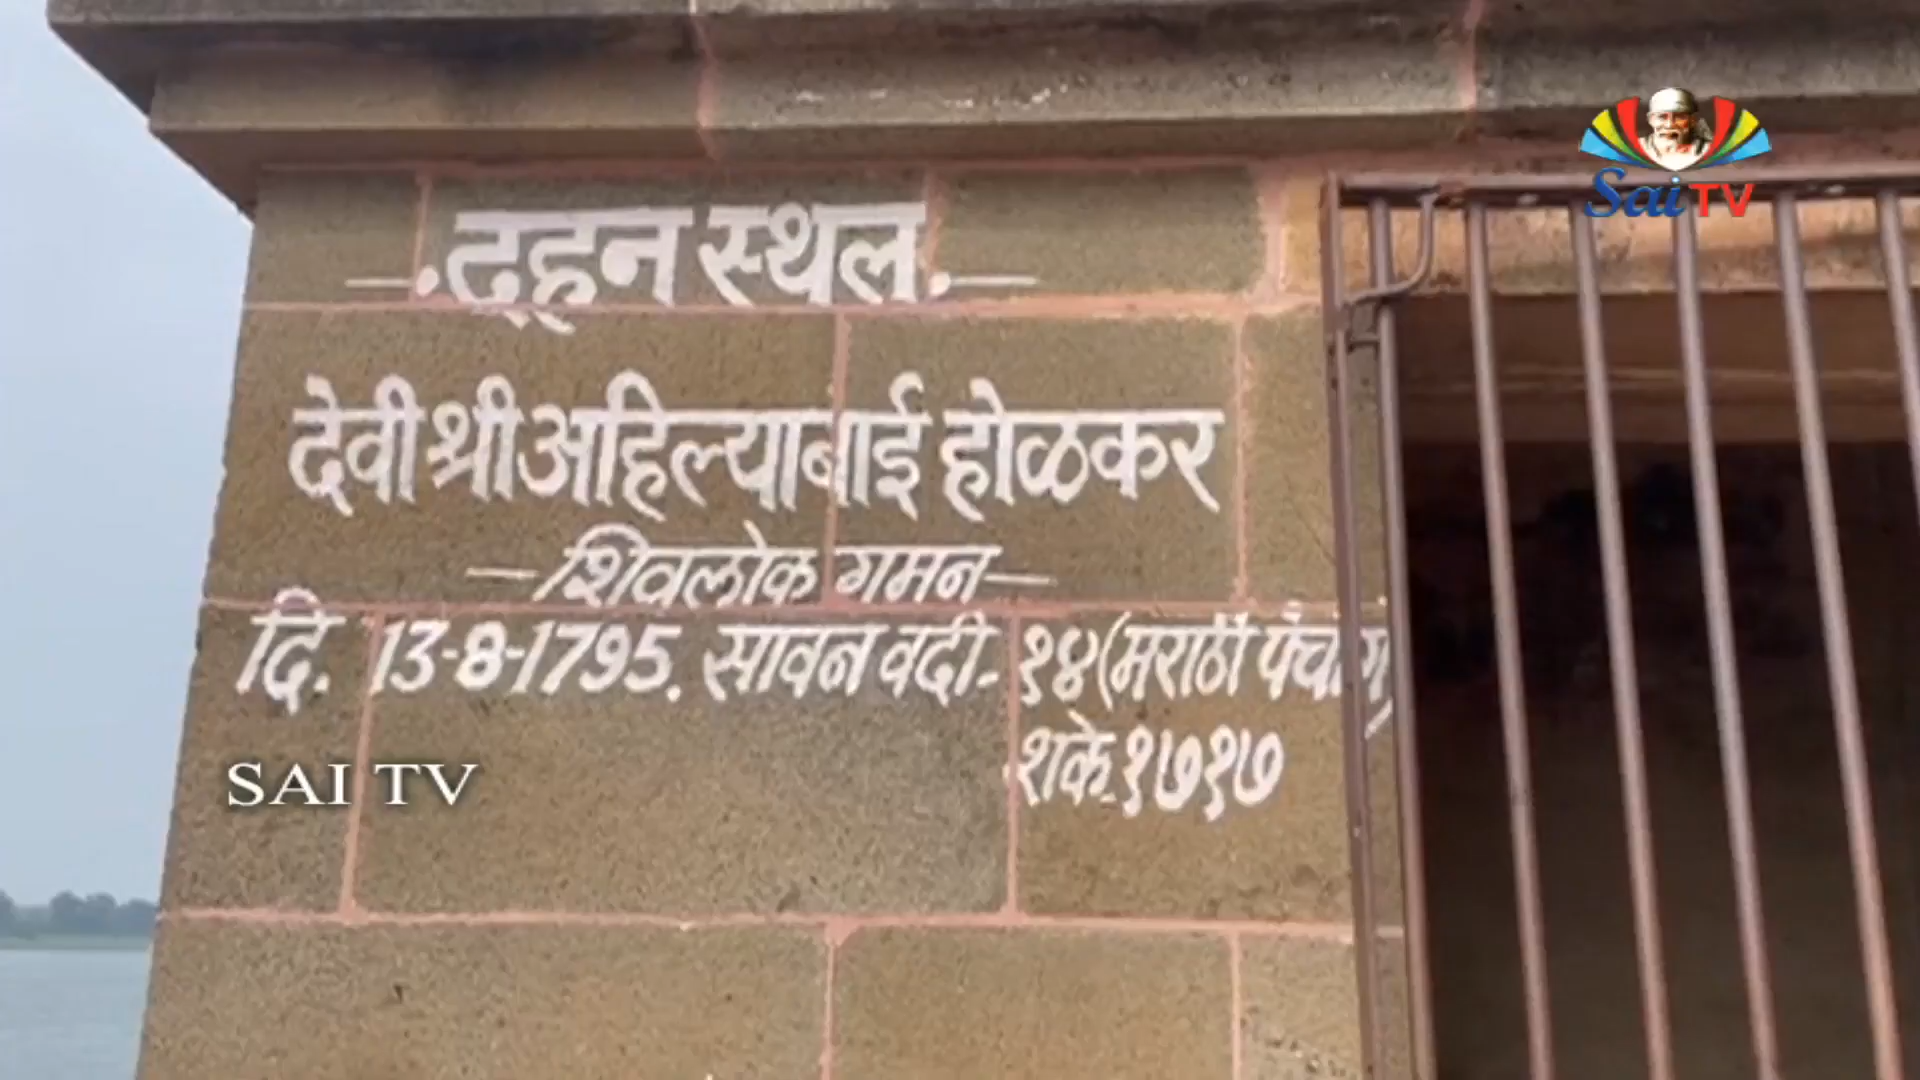 Sai TV
दहन स्थल
देवी श्री अहिल्याबाई होळकर
शिवलोक गमन
दि. 13-8-1795. सावन वदी- १४ (मराठी पंचांग)
शके. १७१७
SAI TV